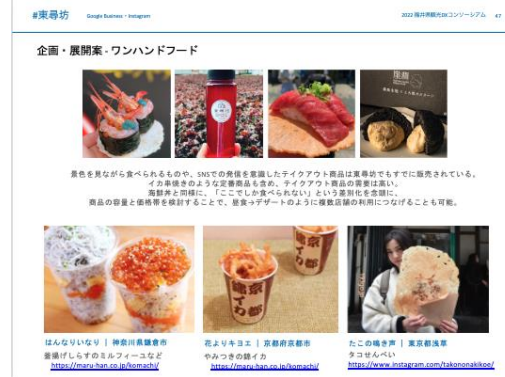 #東尋坊
Google Business・Instagram
2022 福井県観光DXコンソーシアム 47
企画・展開案 - ワンハンドフード
景色を見ながら食べられるものや、SNSでの発信を意識したテイクアウト商品は東尋坊でもすでに販売されている。
イカ串焼きのような定番商品も含め、テイクアウト商品の需要は高い。
海鮮丼と同様に、「ここでしか食べられない」という差別化を念頭に、
商品の容量と価格帯を検討することで、昼食→デザートのように複数店舗の利用につなげることも可能。
京都
錦イカ
はんなりいなり | 神奈川県鎌倉市
釜揚げしらすのミルフィーユなど
https://maru-han.co.jp/komachi/
花よりキヨエ | 京都府京都市
やみつきの錦イカ
https://maru-han.co.jp/komachi/
たこの鳴き声 | 東京都浅草
タコせんべい
https://www.instagram.com/takononakikoe/